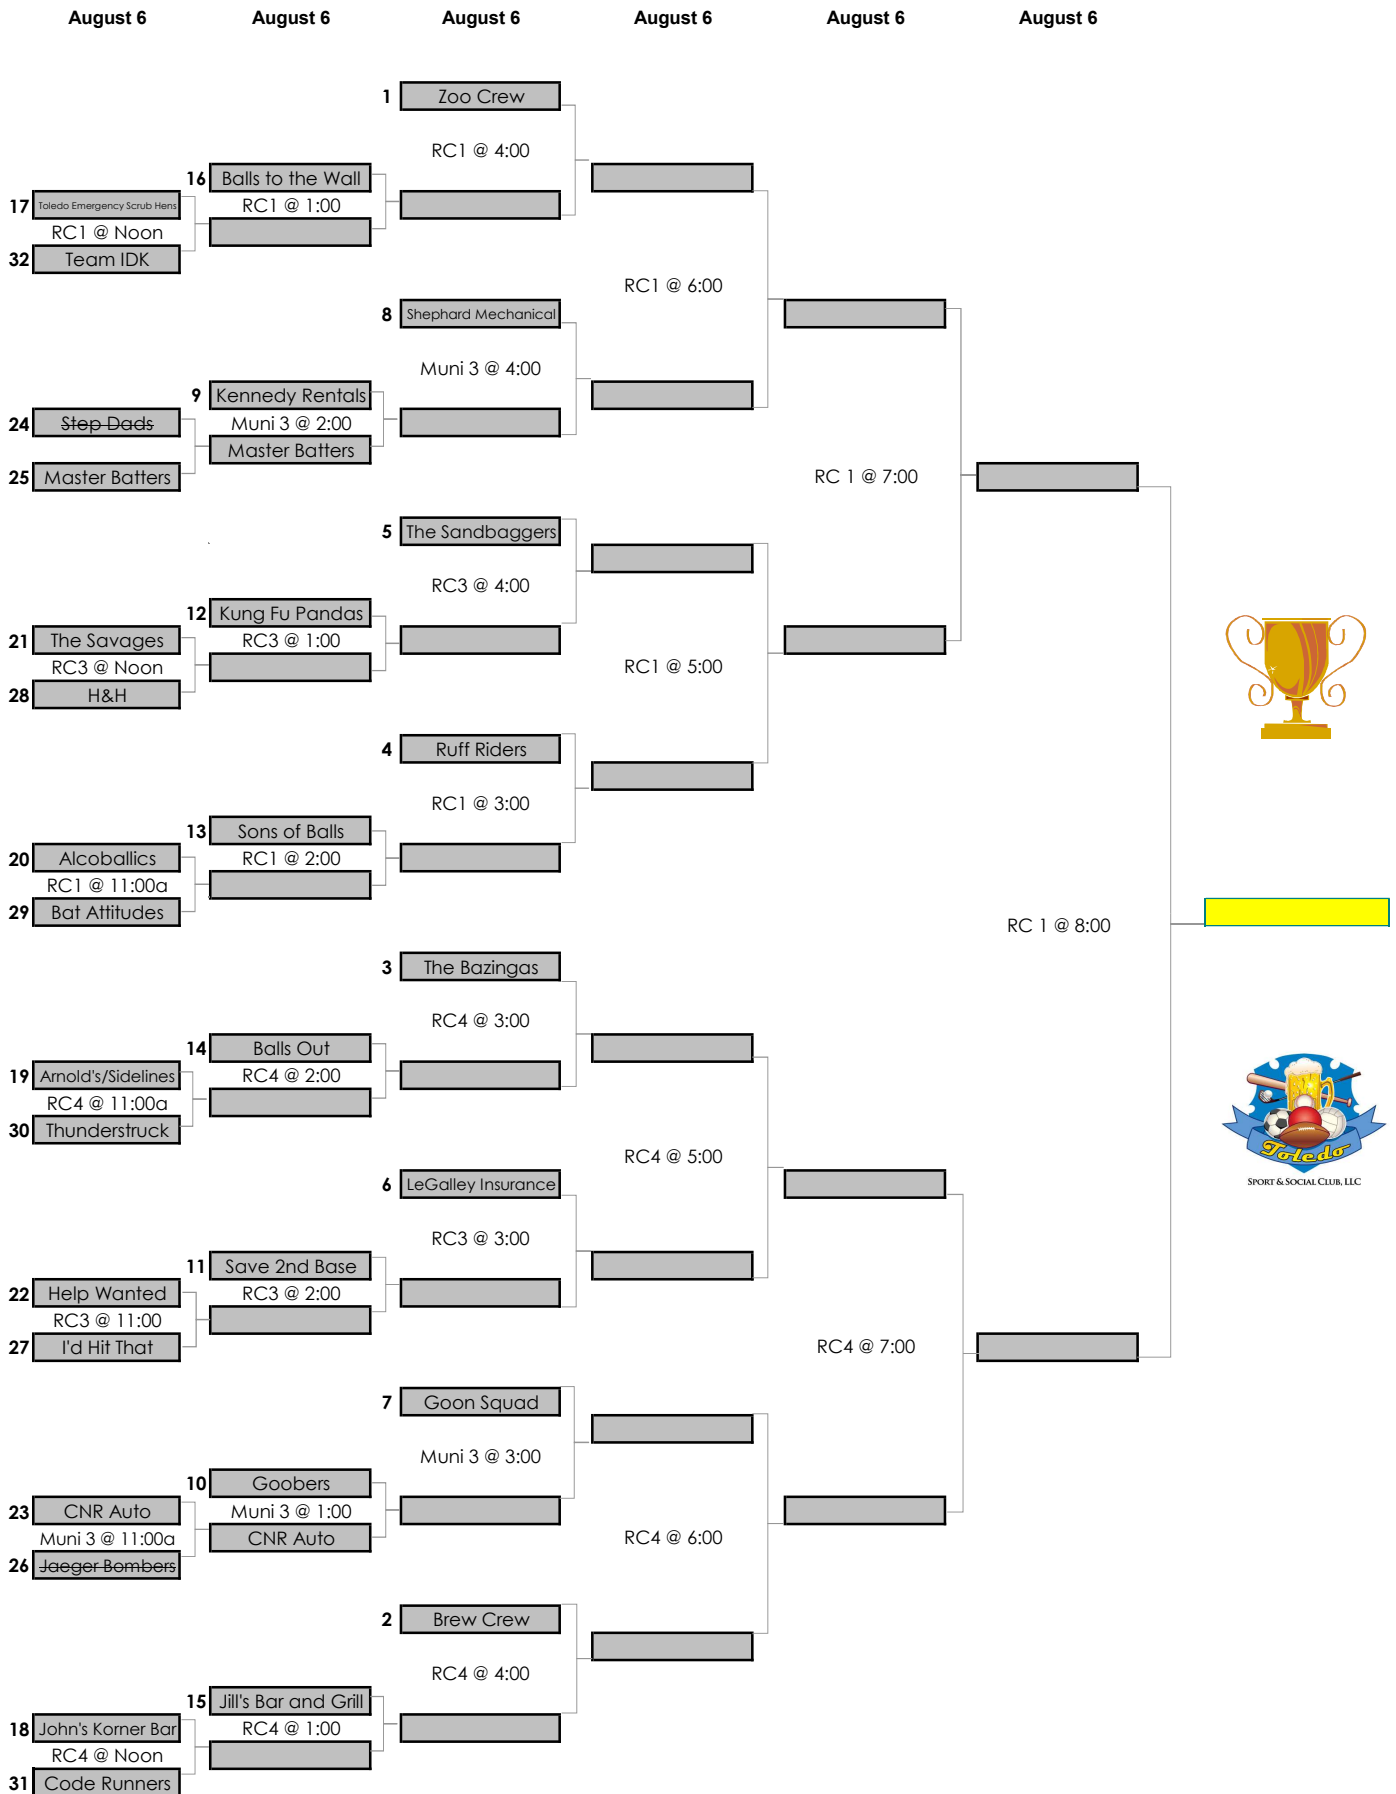 August 6 August 6 August 6 August 6 August 6 August 6
1 Zoo Crew
RC1 @ 4:00
16 Balls to the Wall
17 Toledo Emergency Scrub Hens
RC1 @ 1:00
RC1 @ Noon
32 Team IDK
RC1 @ 6:00
8 Shephard Mechanical
Muni 3 @ 4:00
9 Kennedy Rentals
24 Step Dads
Muni 3 @ 2:00
Master Batters
25 Master Batters
RC 1 @ 7:00
5 The Sandbaggers
RC3 @ 4:00
12 Kung Fu Pandas
21 The Savages
RC3 @ 1:00
RC3 @ Noon
RC1 @ 5:00
28 H&H
4 Ruff Riders
RC1 @ 3:00
13 Sons of Balls
20 Alcoballics
RC1 @ 2:00
RC1 @ 11:00a
29 Bat Attitudes
RC 1 @ 8:00
3 The Bazingas
RC4 @ 3:00
14 Balls Out
19 Arnold's/Sidelines
RC4 @ 2:00
RC4 @ 11:00a
30 Thunderstruck
Toledo
SPORT & SOCIAL CLUB, LLC
RC4 @ 5:00
6 LeGalley Insurance
RC3 @ 3:00
11 Save 2nd Base
22 Help Wanted
RC3 @ 2:00
RC3 @ 11:00
27 I'd Hit That
RC4 @ 7:00
7 Goon Squad
Muni 3 @ 3:00
10 Goobers
23 CNR Auto
Muni 3 @ 1:00
Muni 3 @ 11:00a
CNR Auto
RC4 @ 6:00
26 Jaeger Bombers
2 Brew Crew
RC4 @ 4:00
15 Jill's Bar and Grill
18 John's Korner Bar
RC4 @ 1:00
RC4 @ Noon
31 Code Runners